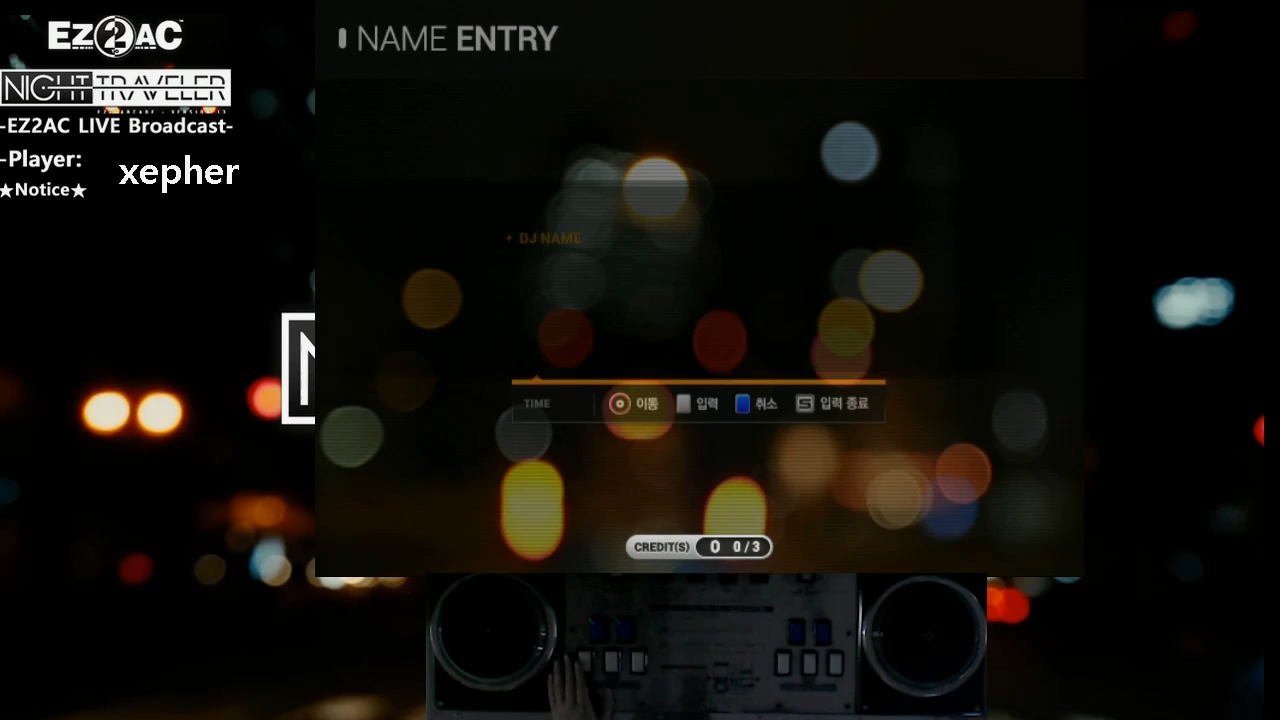 EZ2AC
NIGHT TRAVELER
-EZ2AC LIVE Broadcast-
-Player: xepher
★Notice★
NAME ENTRY
+ DJ NAME
TIME 이동 입력 취소 S 입력 종료
CREDIT(S) 0 0/3